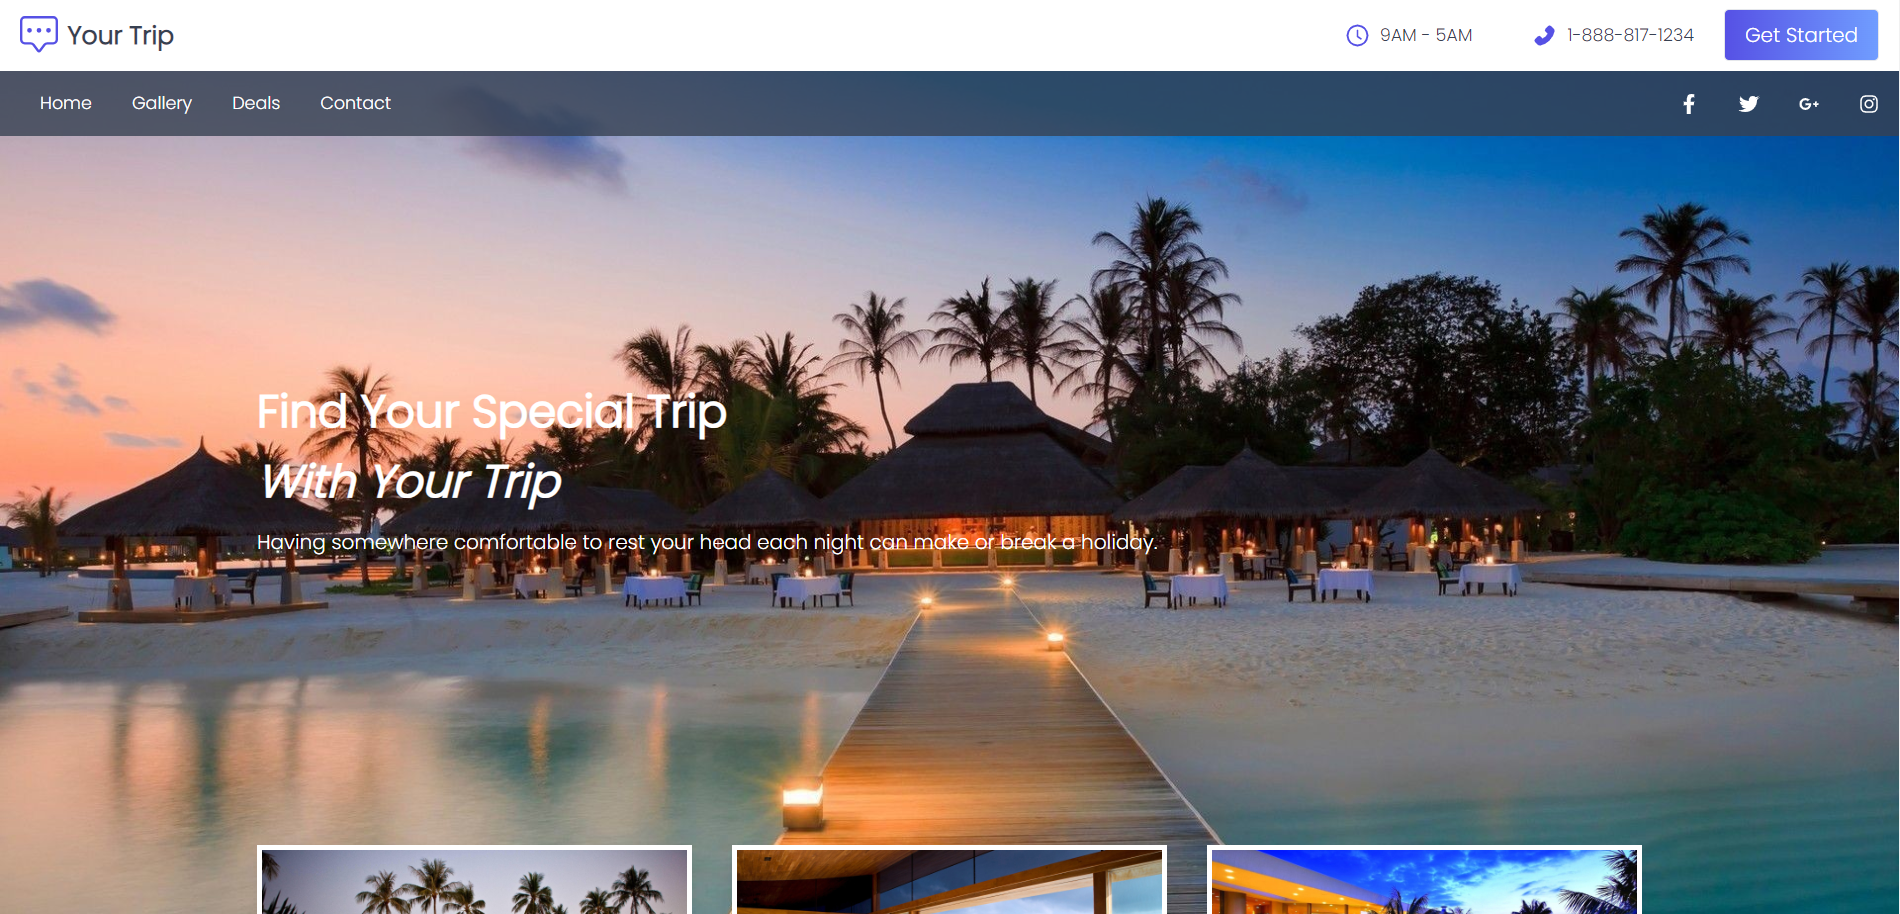 Your Trip
9AM - 5AM
1-888-817-1234
Get Started
Home
Gallery
Deals
Contact
Find Your Special Trip
With Your Trip
Having somewhere comfortable to rest your head each night can make or break a holiday.